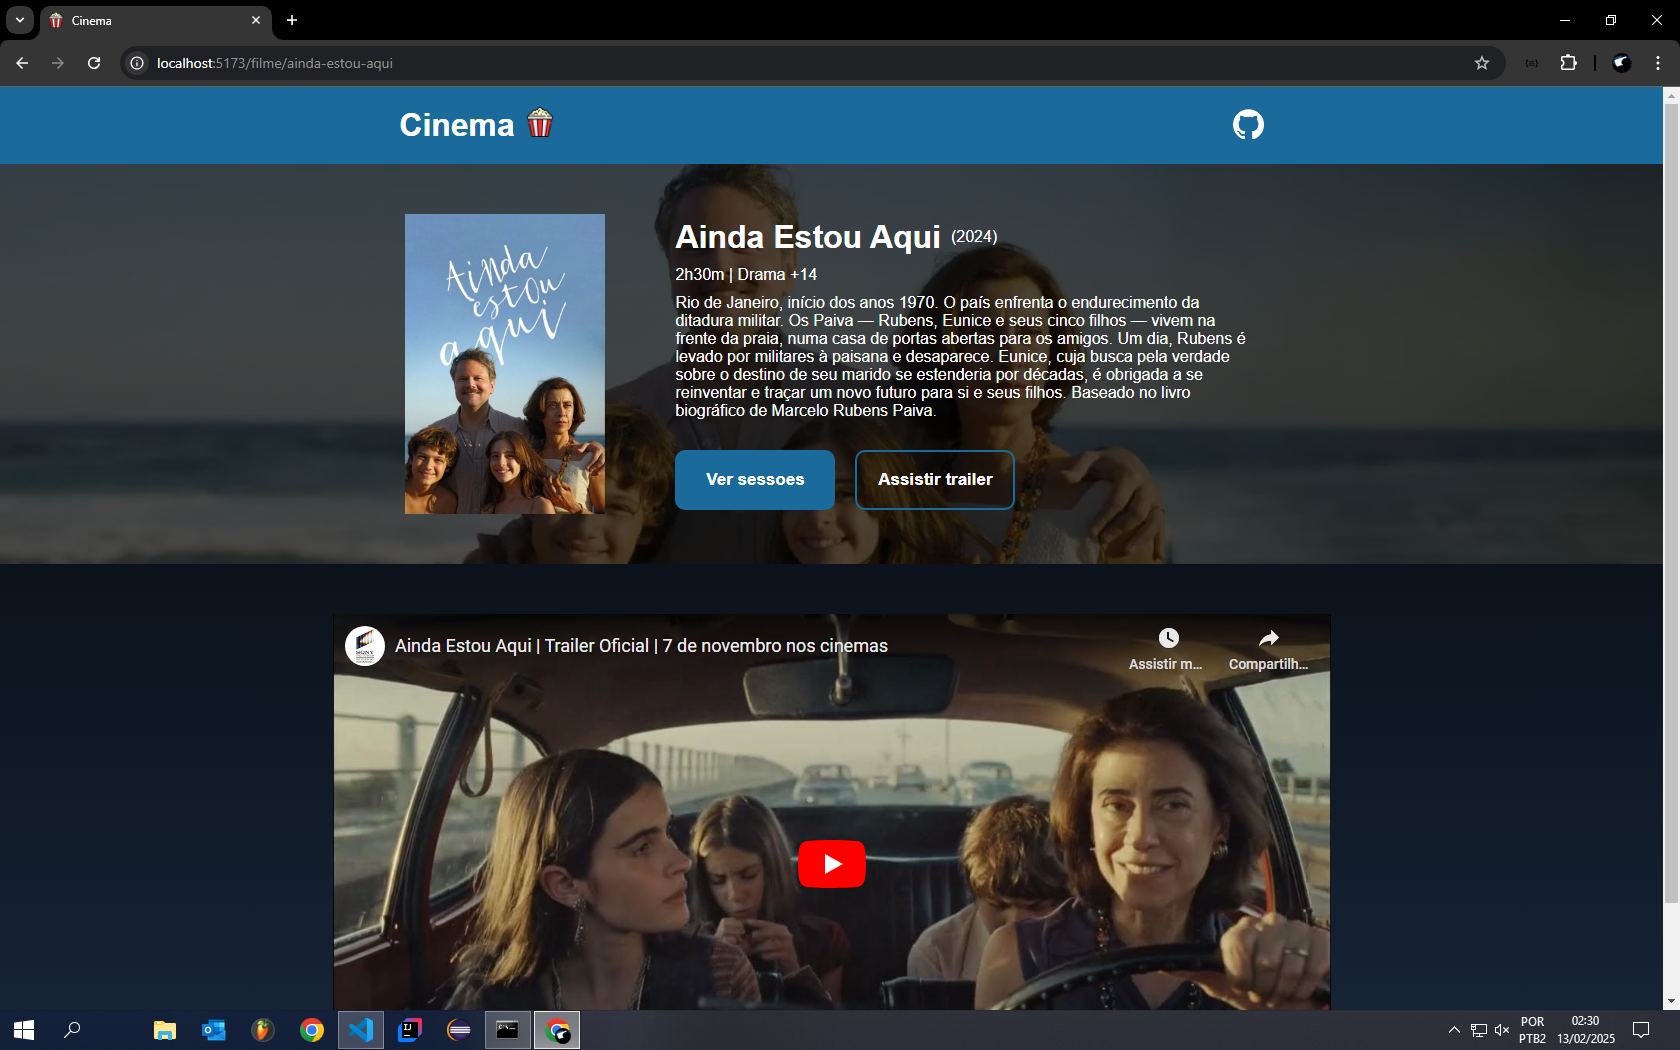 Cinema
localhost:5173/filme/ainda-estou-aqui
Cinema
Ainda
estou
aqui
Ainda Estou Aqui (2024)
2h30m | Drama +14
Rio de Janeiro, início dos anos 1970. O país enfrenta o endurecimento da
ditadura militar. Os Paiva — Rubens, Eunice e seus cinco filhos — vivem na
frente da praia, numa casa de portas abertas para os amigos. Um dia, Rubens é
levado por militares à paisana e desaparece. Eunice, cuja busca pela verdade
sobre o destino de seu marido se estenderia por décadas, é obrigada a se
reinventar e traçar um novo futuro para si e seus filhos. Baseado no livro
biográfico de Marcelo Rubens Paiva.
Ver sessoes
Assistir trailer
SONY
Ainda Estou Aqui | Trailer Oficial | 7 de novembro nos cinemas
Assistir m...
Compartilh...
POR
PTB2
02:30
13/02/2025